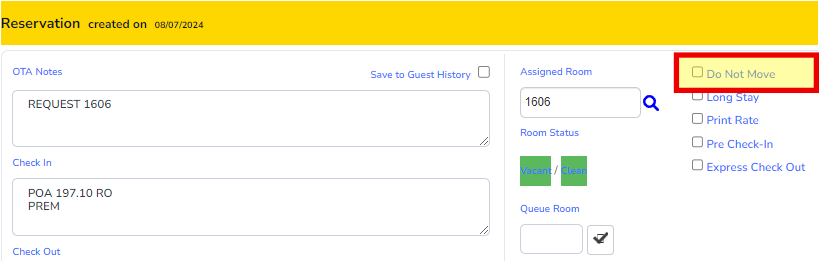 Reservation created on 08/07/2024
OTA Notes
Save to Guest History
REQUEST 1606
Check In
POA 197.10 RO
PREM
Check Out
Assigned Room
1606
Room Status
Vacant / Clean
Queue Room
Do Not Move
Long Stay
Print Rate
Pre Check-In
Express Check Out